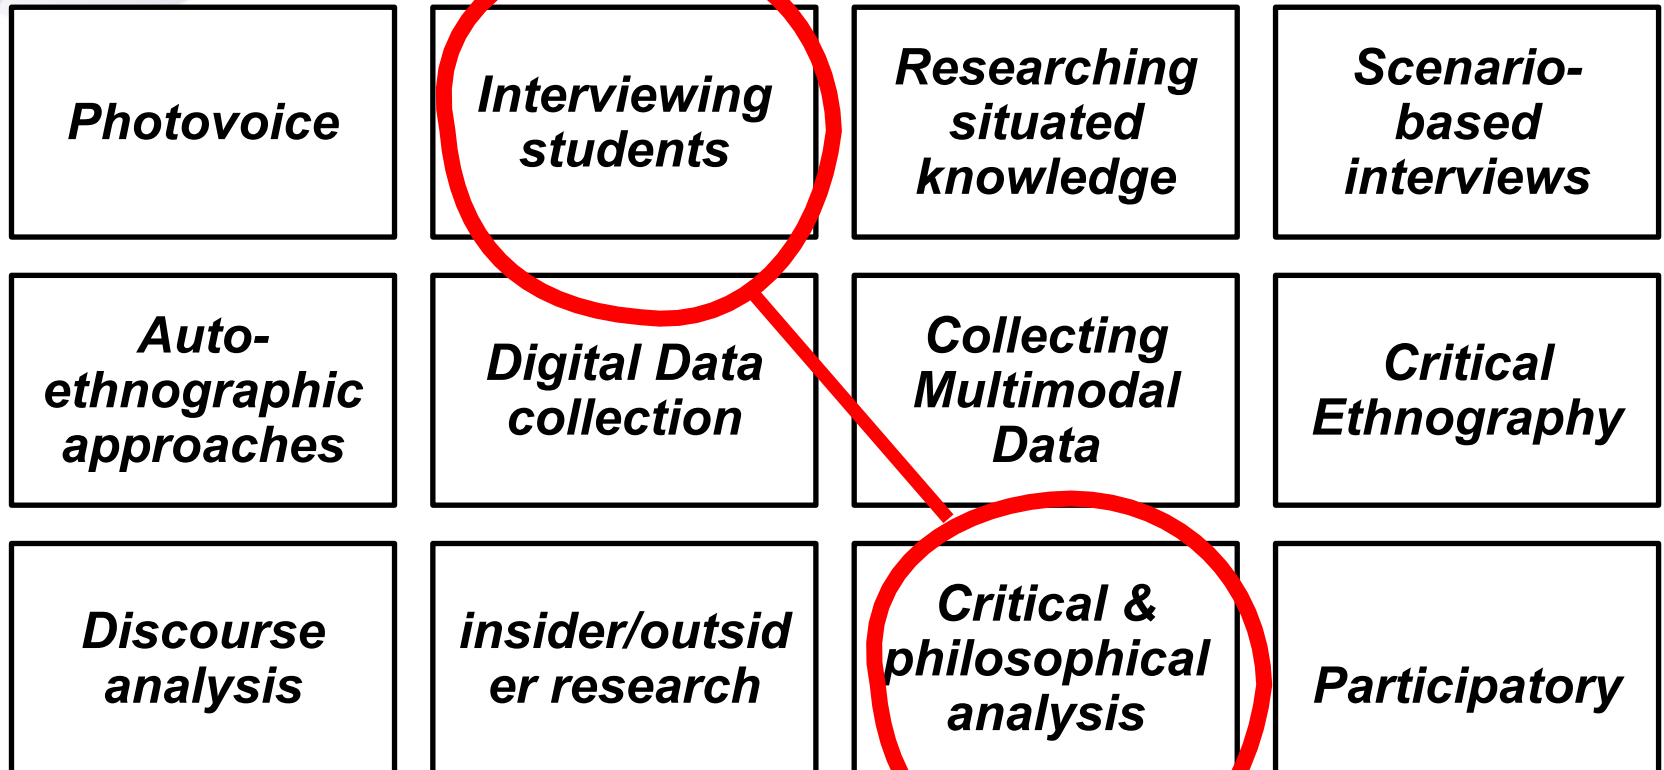 Photovoice
Interviewing
students
Researching
situated
knowledge
Scenario-
based
interviews
Auto-
ethnographic
approaches
Digital Data
collection
Collecting
Multimodal
Data
Critical
Ethnography
Discourse
analysis
insider/outsid
er research
Critical &
philosophical
analysis
Participatory